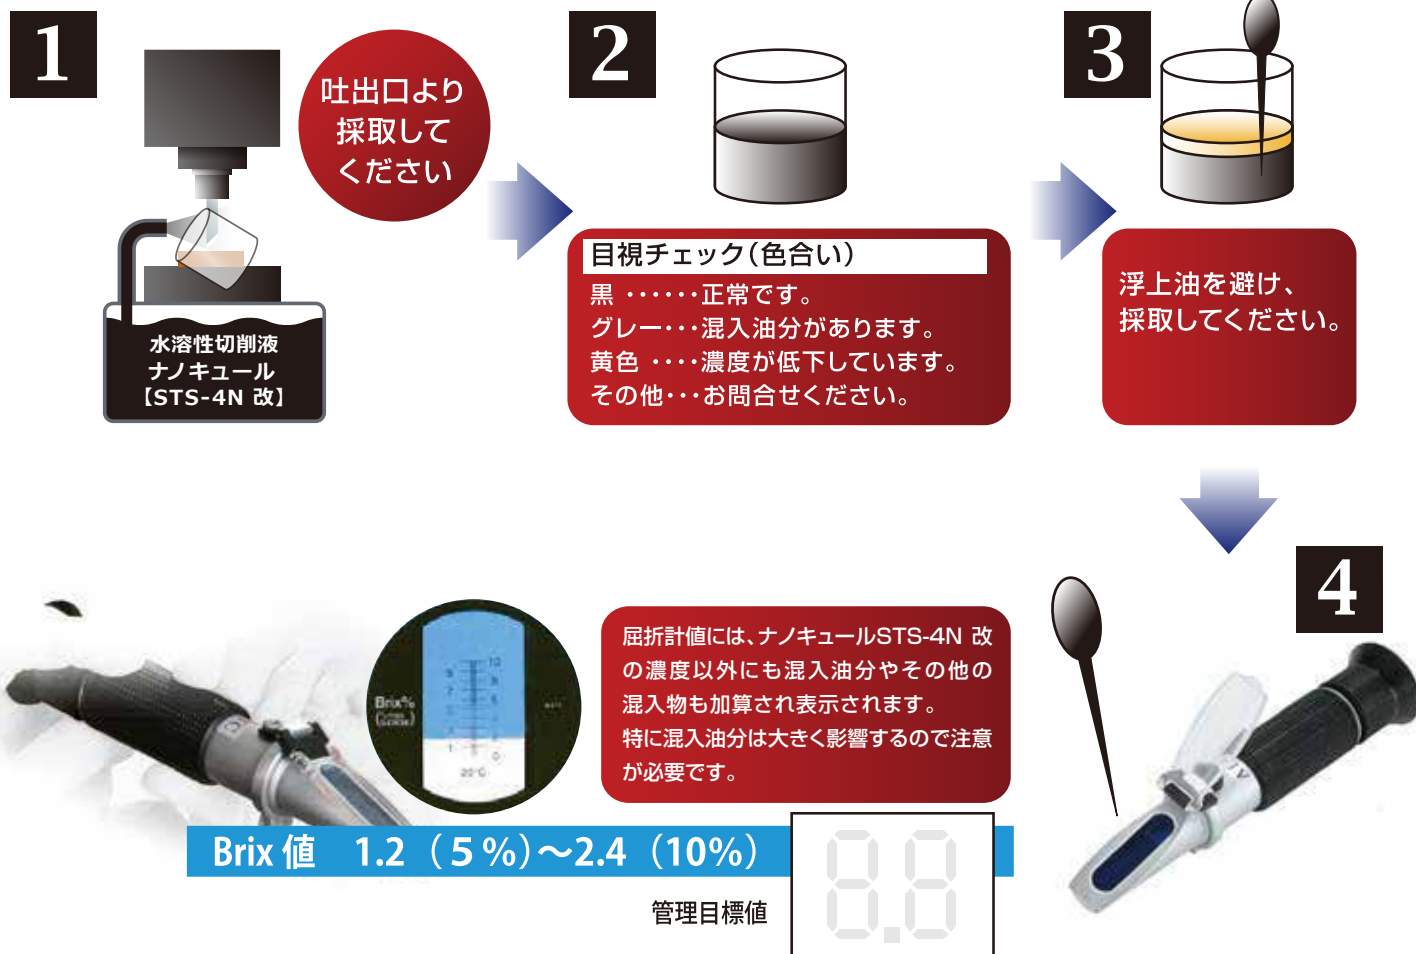 1
吐出口より
採取して
ください
水溶性切削液
ナノキュール
【STS-4N 改】
2
目視チェック(色合い)
黒 ‥‥‥正常です。
グレー・・・混入油分があります。
黄色 ‥‥濃度が低下しています。
その他・・・お問合せください。
3
浮上油を避け、
採取してください。
4
屈折計値には、ナノキュールSTS-4N 改
の濃度以外にも混入油分やその他の
混入物も加算され表示されます。
特に混入油分は大きく影響するので注意
が必要です。
Brix%
10
0
20°C
Brix 値 1.2(5%)〜2.4(10%)
管理目標値
8.8